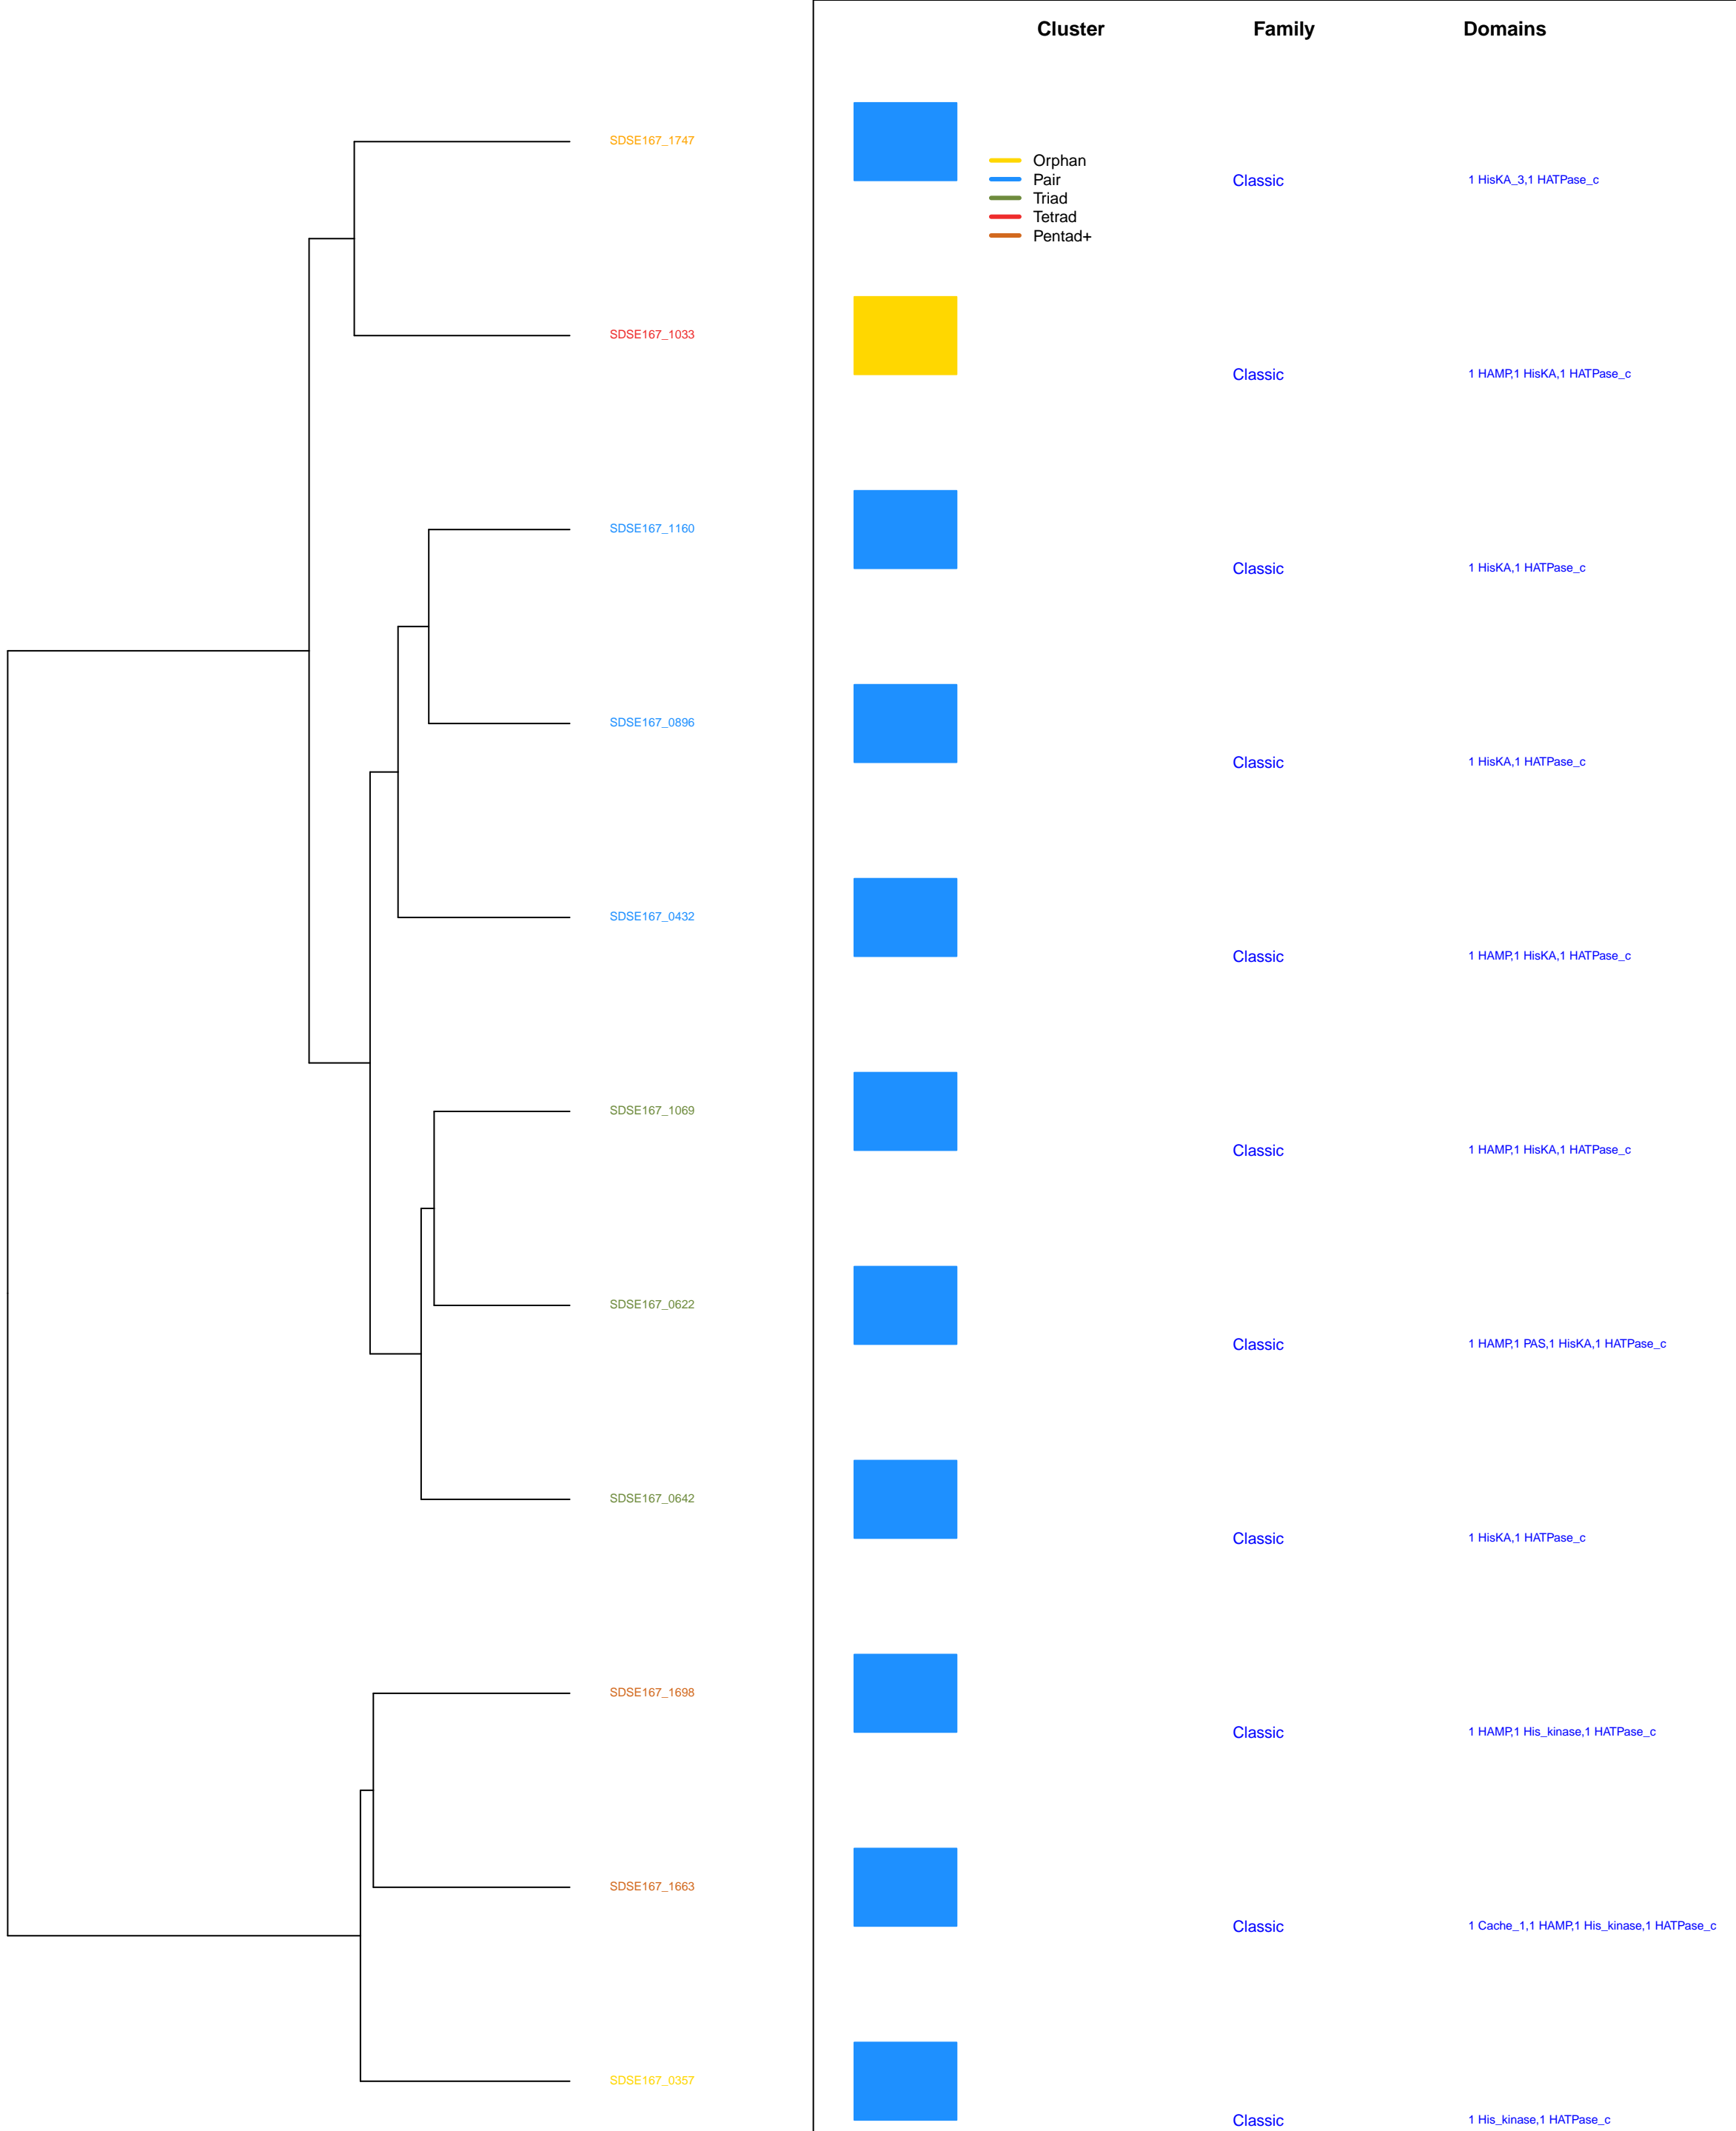 Cluster Family Domains
SDSE167_1747
Orphan
Pair
Classic 1 HisKA_3,1 HATPase_c
Triad
Tetrad
Pentad+
SDSE167_1033
Classic 1 HAMP,1 HisKA,1 HATPase_c
SDSE167_1160
Classic 1 HisKA,1 HATPase_c
SDSE167_0896
Classic 1 HisKA,1 HATPase_c
SDSE167_0432
Classic 1 HAMP,1 HisKA,1 HATPase_c
SDSE167_1069
Classic 1 HAMP,1 HisKA,1 HATPase_c
SDSE167_0622
Classic 1 HAMP,1 PAS,1 HisKA,1 HATPase_c
SDSE167_0642
Classic 1 HisKA,1 HATPase_c
SDSE167_1698
Classic 1 HAMP,1 His_kinase,1 HATPase_c
SDSE167_1663
Classic 1 Cache_1,1 HAMP,1 His_kinase,1 HATPase_c
SDSE167_0357
Classic 1 His_kinase,1 HATPase_c